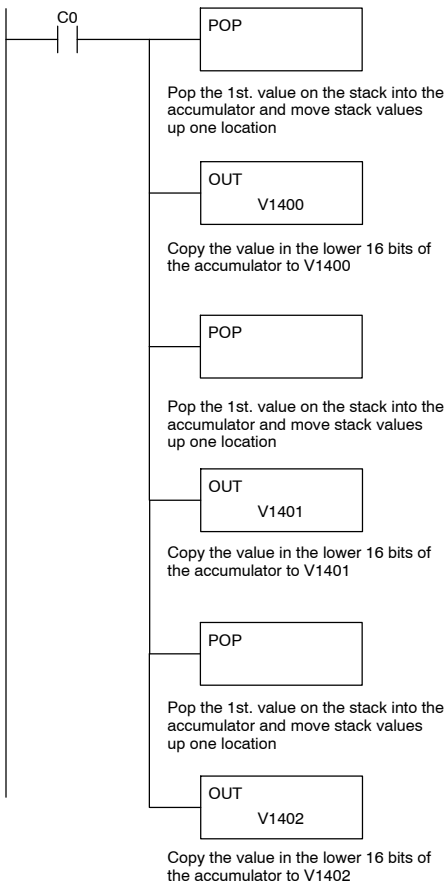 C0
POP
Pop the 1st. value on the stack into the
accumulator and move stack values
up one location
OUT
V1400
Copy the value in the lower 16 bits of
the accumulator to V1400
POP
Pop the 1st. value on the stack into the
accumulator and move stack values
up one location
OUT
V1401
Copy the value in the lower 16 bits of
the accumulator to V1401
POP
Pop the 1st. value on the stack into the
accumulator and move stack values
up one location
OUT
V1402
Copy the value in the lower 16 bits of
the accumulator to V1402